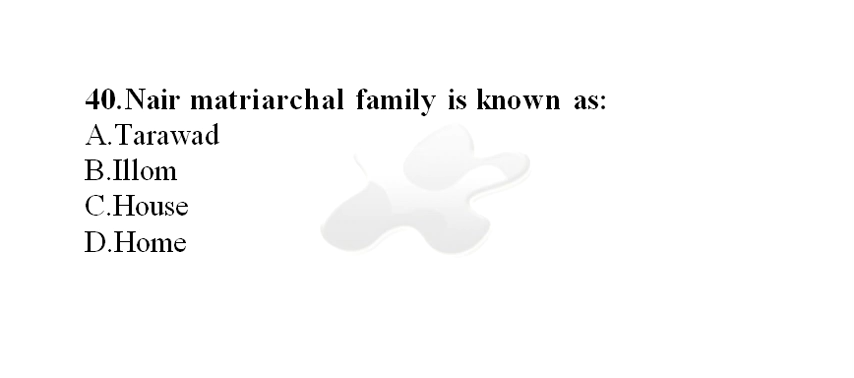 40.Nair matriarchal family is known as:
A.Tarawad
B.Illom
C.House
D.Home